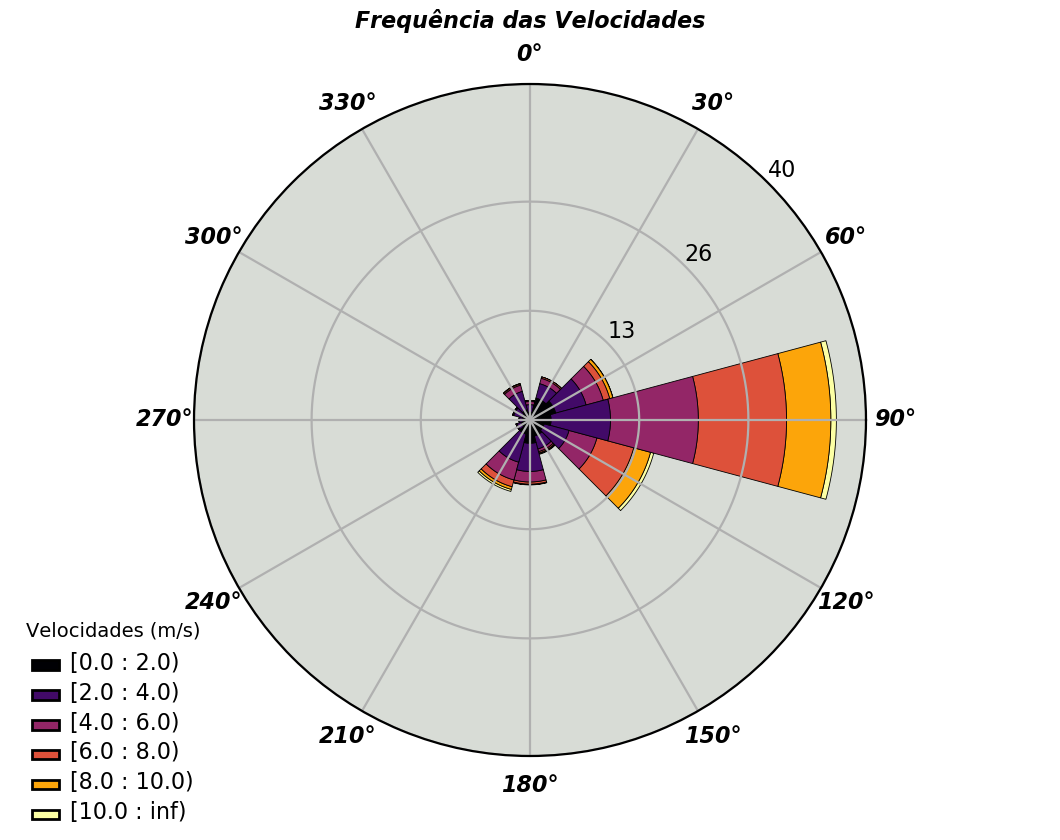 Frequência das Velocidades
0°
330°
30°
40
300°
60°
26
13
270°
90°
240°
120°
210°
150°
180°
Velocidades (m/s)
[0.0 : 2.0)
[2.0 : 4.0)
[4.0 : 6.0)
[6.0 : 8.0)
[8.0 : 10.0)
[10.0 : inf)